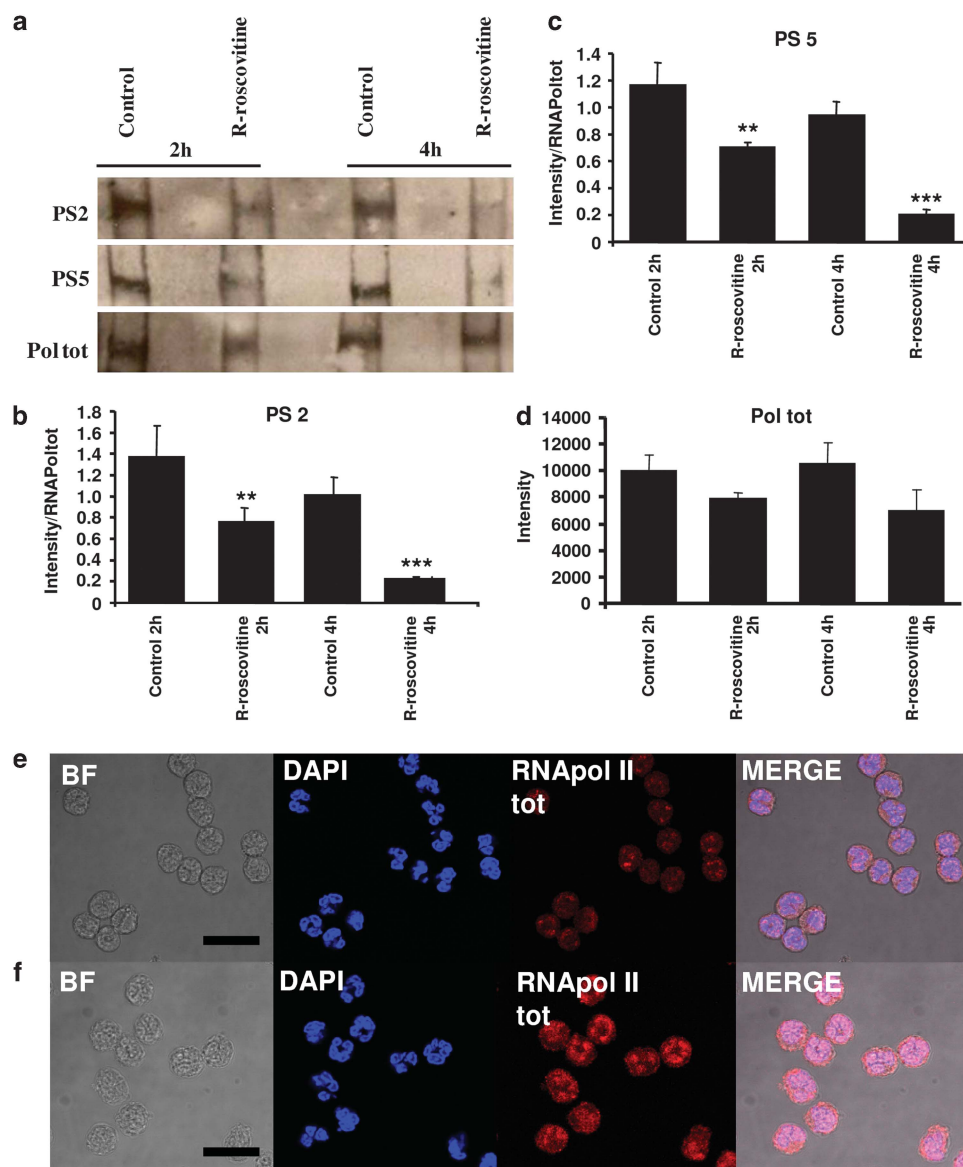 a
Control
R-roscovitine
Control
R-roscovitine
2h
4h
PS2
PS5
Pol tot
b
PS 2
Intensity/RNAPoltot
1.8
1.6
1.4
1.2
1.0
0.8
0.6
0.4
0.2
0
**
***
Control 2h
R-roscovitine
2h
Control 4h
R-roscovitine
4h
c
PS 5
Intensity/RNAPoltot
1.4
1.2
1.0
0.8
0.6
0.4
0.2
0
**
***
Control 2h
R-roscovitine
2h
Control 4h
R-roscovitine
4h
d
Pol tot
Intensity
14000
12000
10000
8000
6000
4000
2000
0
Control 2h
R-roscovitine
2h
Control 4h
R-roscovitine
4h
e
BF
DAPI
RNApol II
tot
MERGE
f
BF
DAPI
RNApol II
tot
MERGE